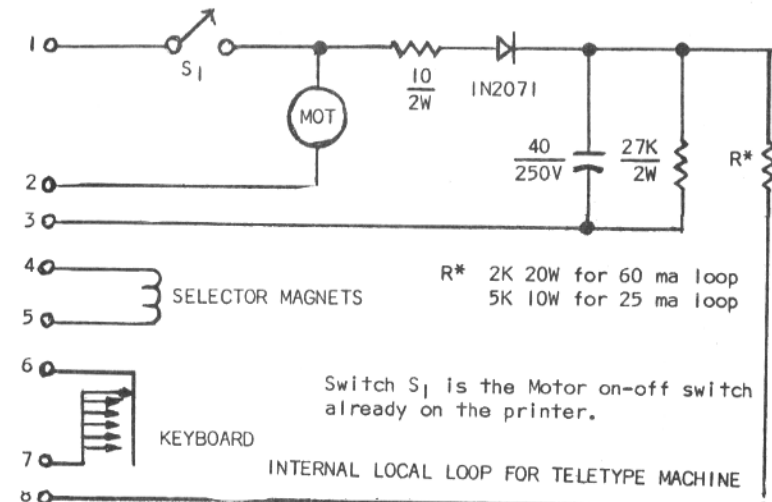 1
S1
10
2W
1N2071
MOT
40
250V
27K
2W
R*
2
3
4
R* 2K 20W for 60 ma loop
5K 10W for 25 ma loop
SELECTOR MAGNETS
5
6
Switch S1 is the Motor on-off switch
already on the printer.
KEYBOARD
7
INTERNAL LOCAL LOOP FOR TELETYPE MACHINE
8